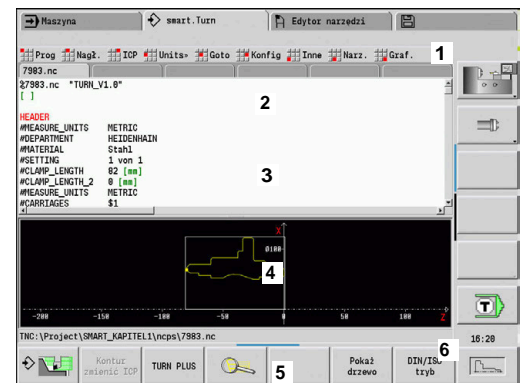 Maszyna smart.Turn Edytor narzędzi
Prog Nagł. ICP Units» Goto Konfig Inne Narz. Graf. 1
7983.nc
%7983.nc "TURN_V1.0" 2
[ ]
HEADER
#MEASURE_UNITS METRIC
#DEPARTMENT HEIDENHAIN
#MATERIAL Stahl
#SETTING 1 von 1
#CLAMP_LENGTH 82 [mm] 3
#CLAMP_LENGTH_2 0 [mm]
#MEASURE_UNITS METRIC
#CARRIAGES $1
X
Ø100
4
-200 -150 -100 -50 0 50 100 Z
T
TNC:\Project\SMART_KAPITEL1\ncps\7983.nc 16:20
6
Kontur zmienić ICP
TURN PLUS
5
Pokaż drzewo
DIN/ISO tryb